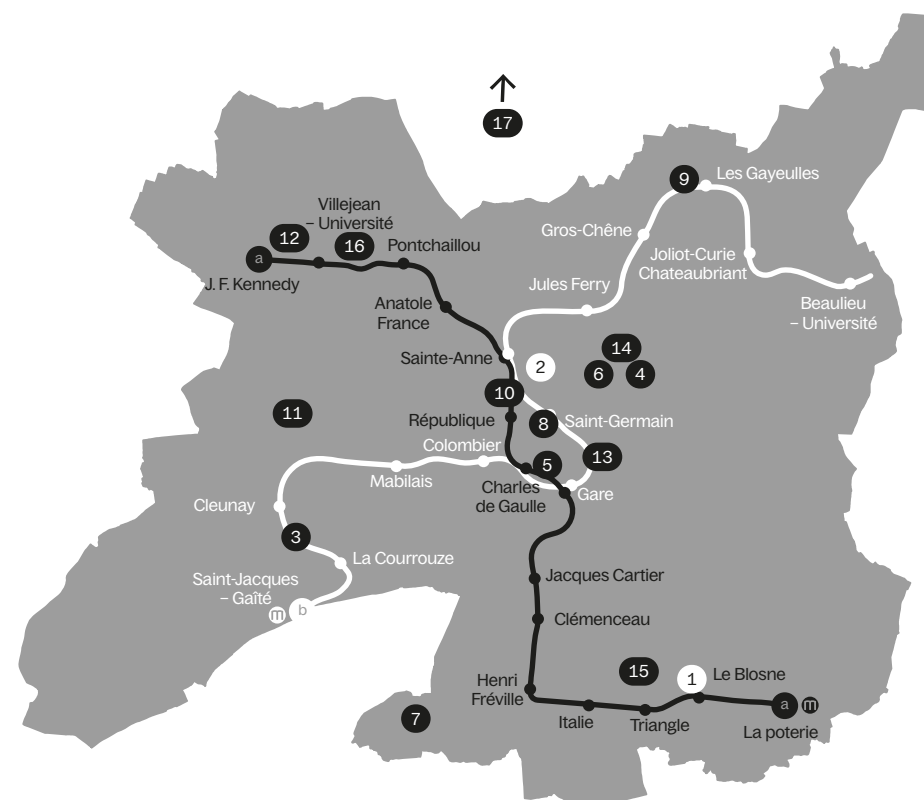 17
9
Les Gayeulles
Villejean
– Université
12
16
Gros-Chêne
Pontchaillou
a
Joliot-Curie
Chateaubriant
J. F. Kennedy
Jules Ferry
Anatole
France
Beaulieu
– Université
Sainte-Anne
2
14
6
4
10
11
République
8
Saint-Germain
Colombier
5
13
Mabilais
Charles
de Gaulle
Gare
Cleunay
3
La Courrouze
Saint-Jacques
– Gaîté
m
b
Jacques Cartier
Clémenceau
15
1
Le Blosne
Henri
Fréville
a
m
7
Italie
Triangle
La poterie